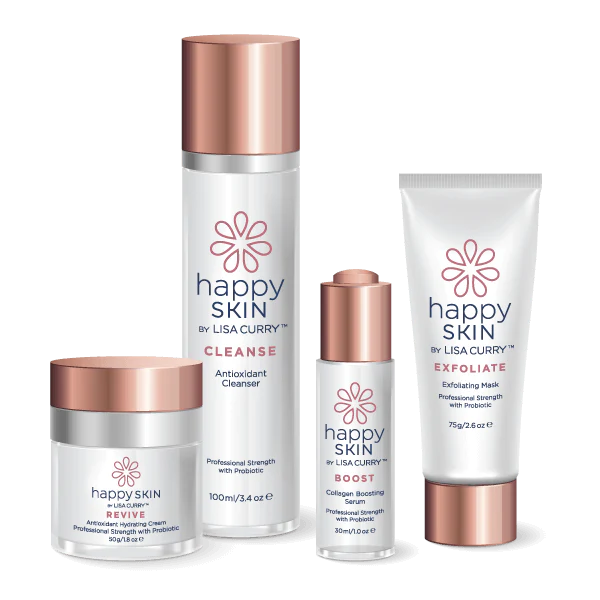 happy
SKIN
BY LISA CURRY™
CLEANSE
Antioxidant
Cleanser
Professional Strength
with Probiotic
100ml/3.4 oz ℮
happy
SKIN
BY LISA CURRY™
EXFOLIATE
Exfoliating Mask
Professional Strength
with Probiotic
75g/2.6 oz ℮
happy
SKIN
BY LISA CURRY™
BOOST
Collagen Boosting
Serum
Professional Strength
with Probiotic
30ml/1.0 oz ℮
happy SKIN
BY LISA CURRY™
REVIVE
Antioxidant Hydrating Cream
Professional Strength with Probiotic
50g/1.8 oz ℮